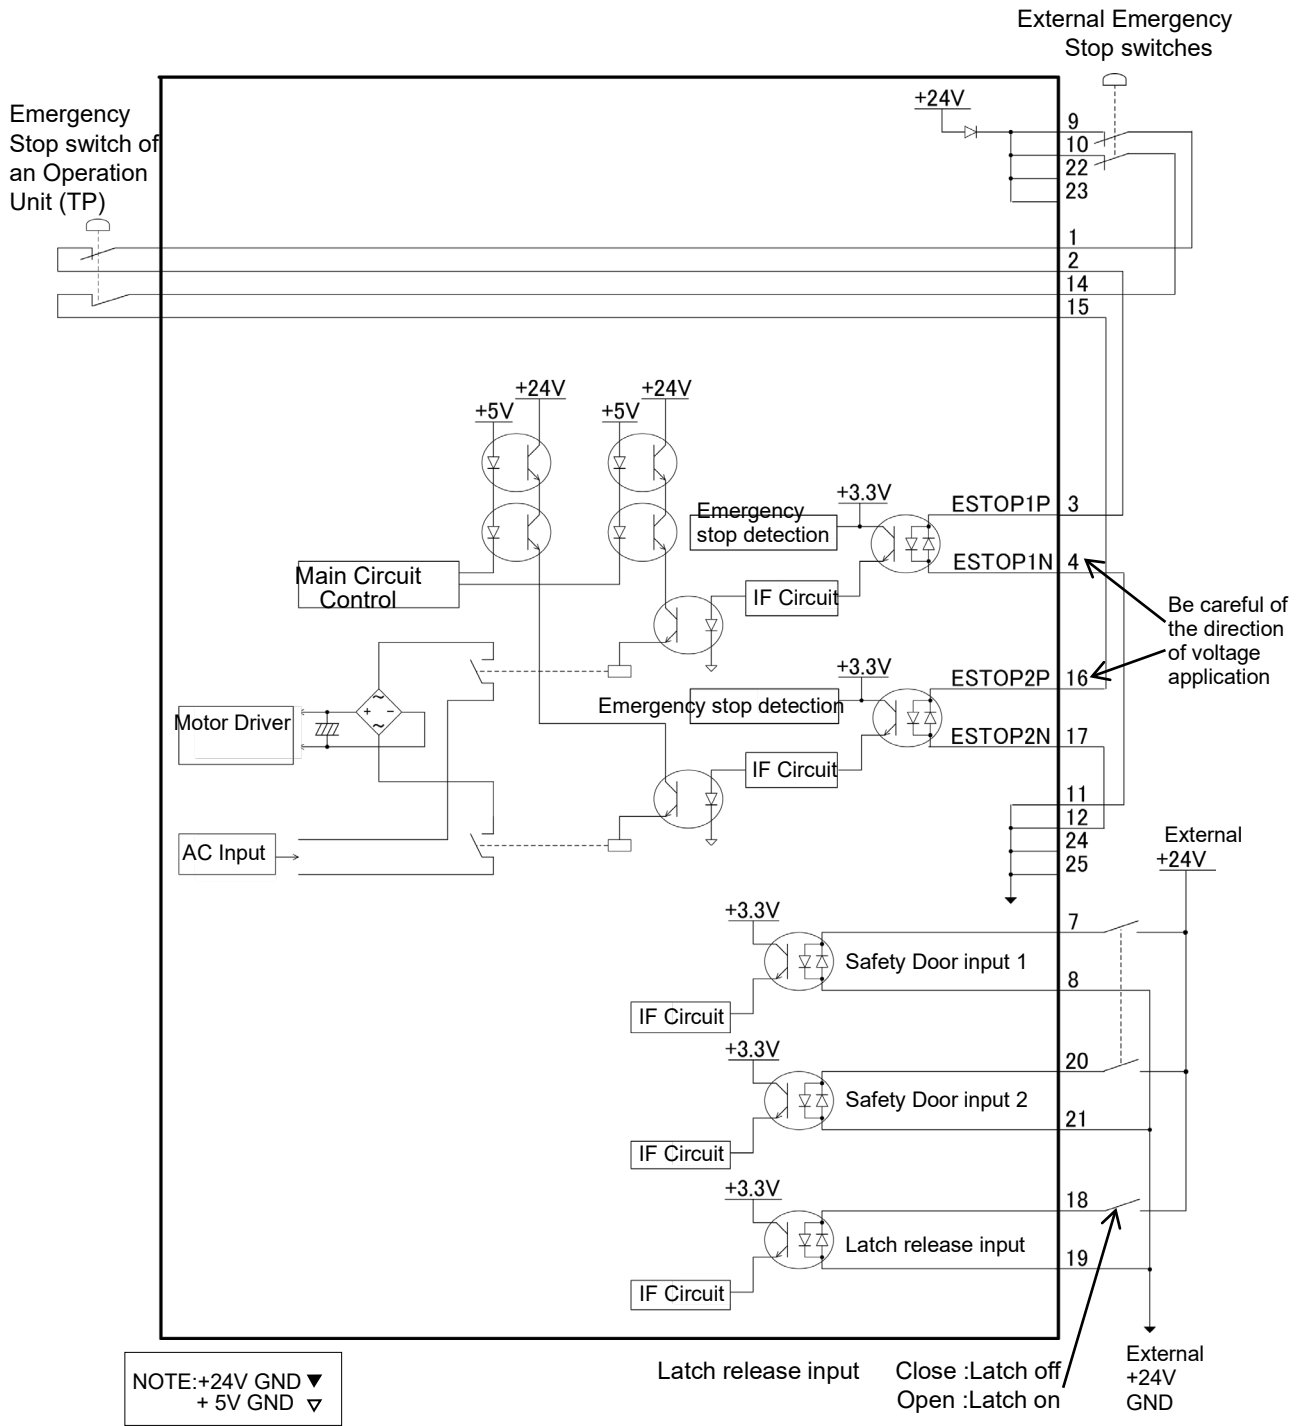 External Emergency
Stop switches
Emergency
Stop switch of
an Operation
Unit (TP)
+24V
9
10
22
23
1
2
14
15
+24V
+5V
+24V
+5V
+3.3V
Emergency
stop detection
ESTOP1P
3
ESTOP1N
4
Main Circuit
Control
IF Circuit
Be careful of
the direction
of voltage
application
+3.3V
ESTOP2P
16
Emergency stop detection
Motor Driver
+
-
~
~
ESTOP2N
17
IF Circuit
11
12
24
25
AC Input
External
+24V
+3.3V
7
Safety Door input 1
8
IF Circuit
+3.3V
20
Safety Door input 2
21
IF Circuit
+3.3V
18
Latch release input
19
IF Circuit
NOTE:+24V GND ▼
+ 5V GND ▽
Latch release input Close :Latch off
Open :Latch on
External
+24V
GND